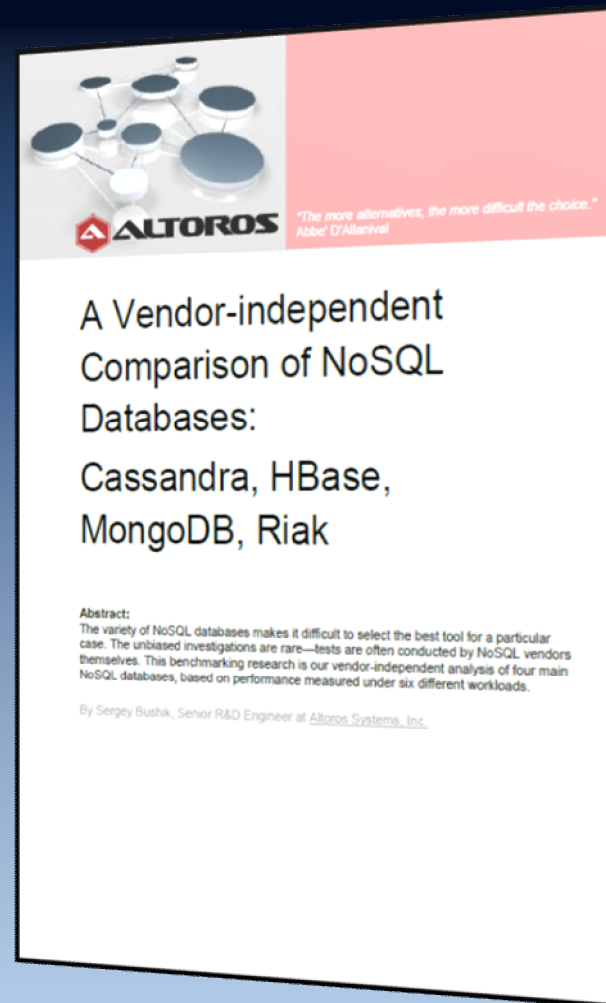 ALTOROS
"The more alternatives, the more difficult the choice."
Abbe' D'Allanival
A Vendor-independent
Comparison of NoSQL
Databases:
Cassandra, HBase,
MongoDB, Riak
Abstract:
The variety of NoSQL databases makes it difficult to select the best tool for a particular
case. The unbiased investigations are rare—tests are often conducted by NoSQL vendors
themselves. This benchmarking research is our vendor-independent analysis of four main
NoSQL databases, based on performance measured under six different workloads.
By Sergey Bushik, Senior R&D Engineer at Altoros Systems, Inc.